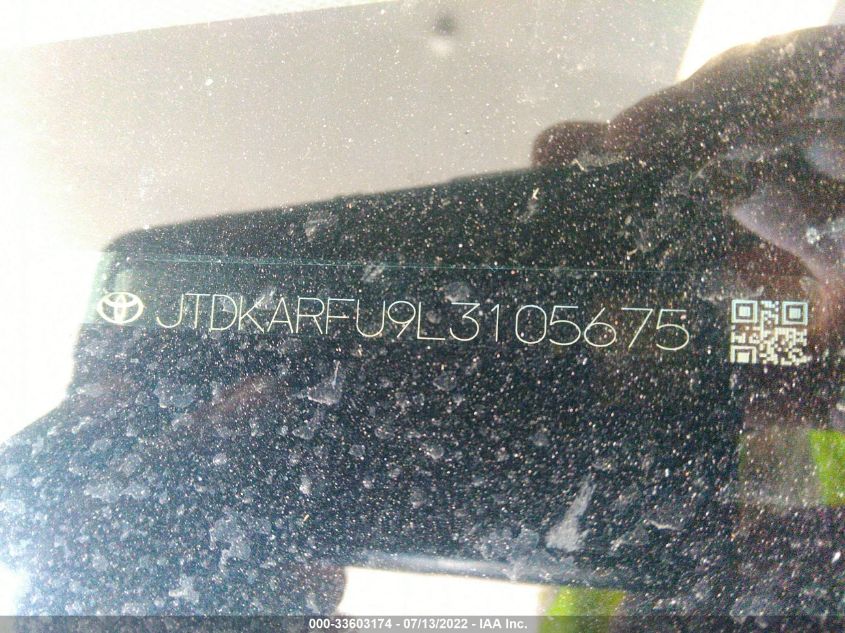 JTDKARFU9L3105675
000-33603174 - 07/13/2022 - IAA Inc.